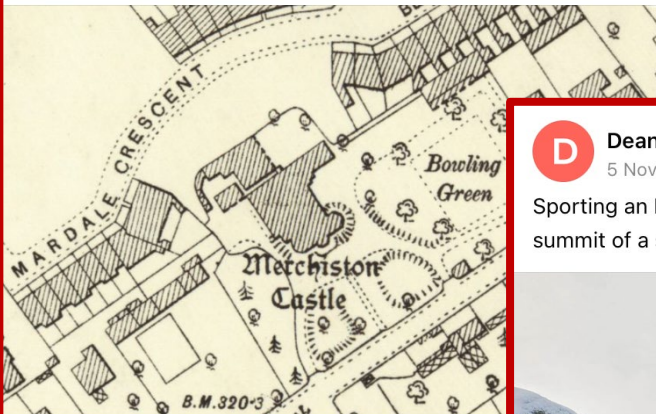 MARDALE CRESCENT
Bowling
Green
Merchiston
Castle
B.M.320·3
D
Dean
5 Nov
Sporting an
summit of a